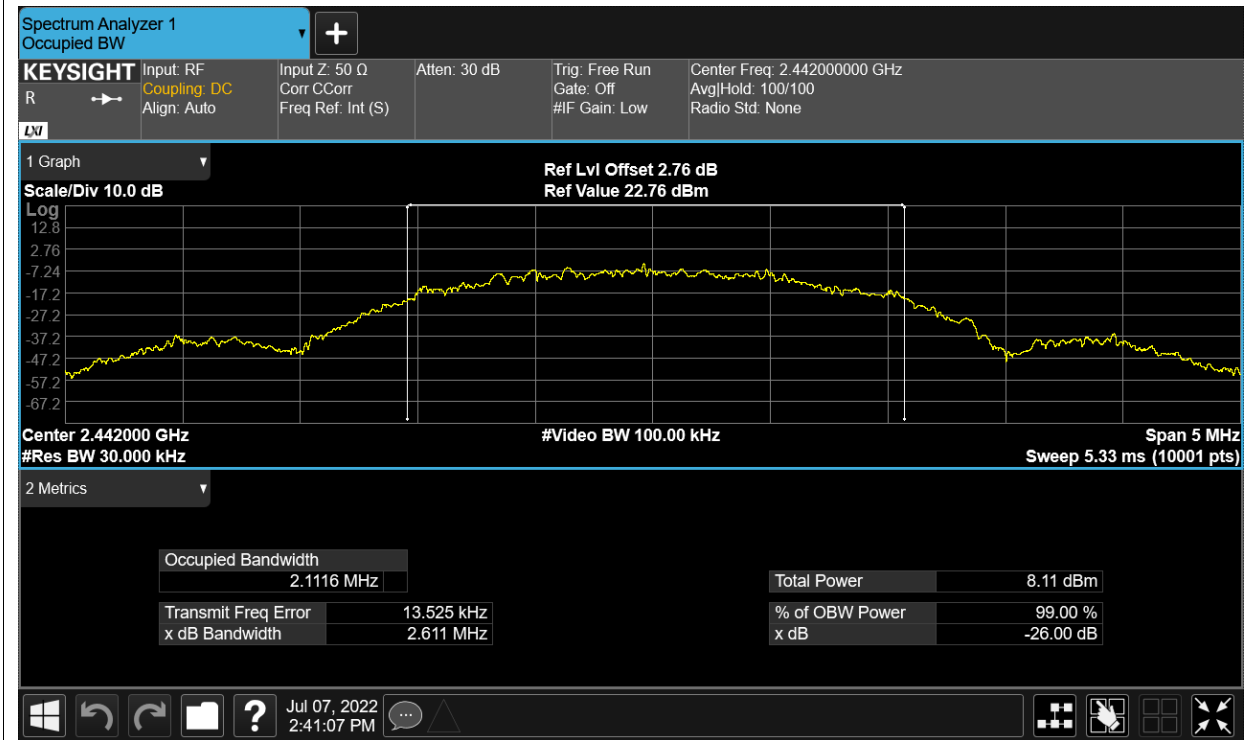 Spectrum Analyzer 1
Occupied BW
KEYSIGHT
R
LXI
Input: RF
Coupling: DC
Align: Auto
Input Z: 50 Ω
Corr CCorr
Freq Ref: Int (S)
Atten: 30 dB
Trig: Free Run
Gate: Off
#IF Gain: Low
Center Freq: 2.442000000 GHz
Avg|Hold: 100/100
Radio Std: None
1 Graph
Scale/Div 10.0 dB
Ref Lvl Offset 2.76 dB
Ref Value 22.76 dBm
Log
12.8
2.76
-7.24
-17.2
-27.2
-37.2
-47.2
-57.2
-67.2
Center 2.442000 GHz
#Video BW 100.00 kHz
Span 5 MHz
#Res BW 30.000 kHz
Sweep 5.33 ms (10001 pts)
2 Metrics
Occupied Bandwidth
2.1116 MHz
Total Power 8.11 dBm
Transmit Freq Error 13.525 kHz
% of OBW Power 99.00 %
x dB Bandwidth 2.611 MHz
x dB -26.00 dB
?
Jul 07, 2022
2:41:07 PM